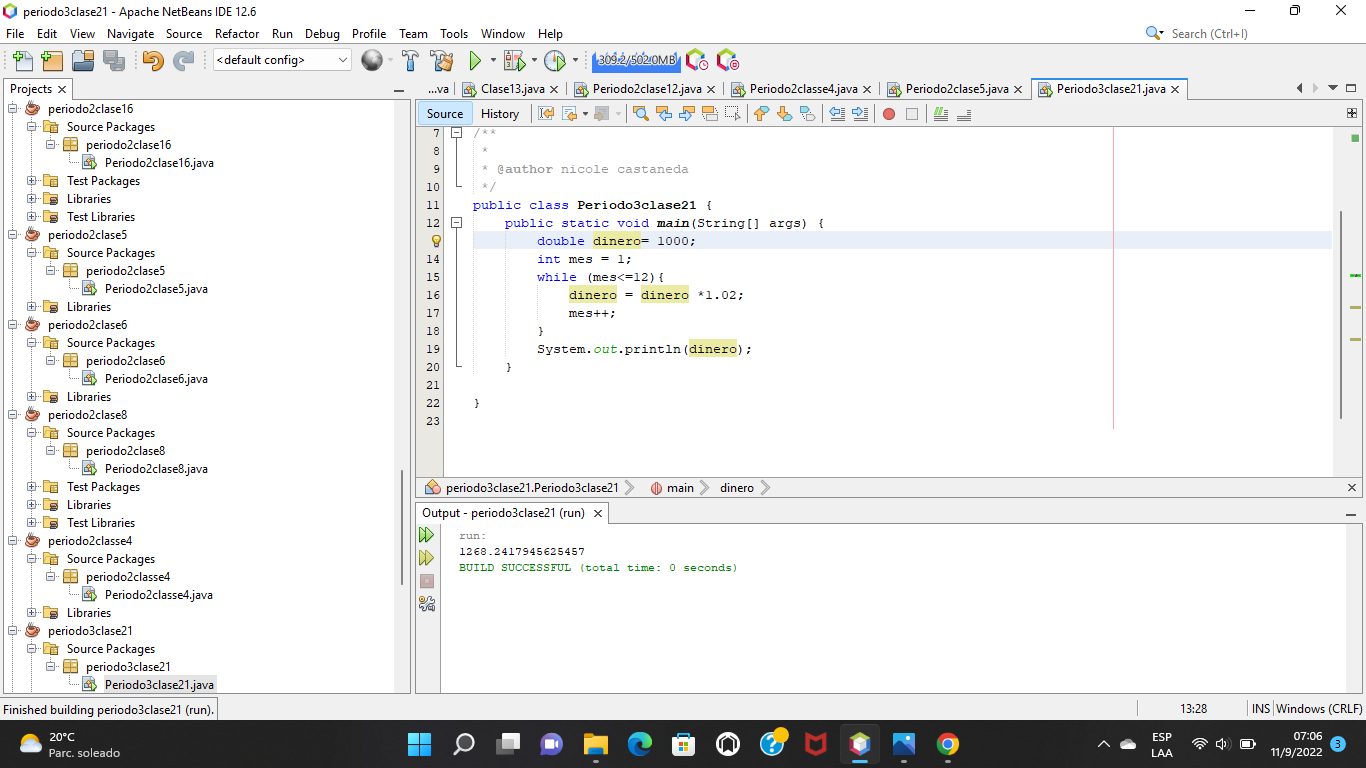 periodo3clase21 - Apache NetBeans IDE 12.6
File Edit View Navigate Source Refactor Run Debug Profile Team Tools Window Help
Search (Ctrl+I)
<default config>
309.2/502.0MB
Projects
...va
Clase13.java
Periodo2clase12.java
Periodo2classe4.java
Periodo2clase5.java
Periodo3clase21.java
periodo2clase16
Source Packages
periodo2clase16
Periodo2clase16.java
Test Packages
Libraries
Test Libraries
periodo2clase5
Source Packages
periodo2clase5
Periodo2clase5.java
Libraries
periodo2clase6
Source Packages
periodo2clase6
Periodo2clase6.java
Libraries
periodo2clase8
Source Packages
periodo2clase8
Periodo2clase8.java
Test Packages
Libraries
Test Libraries
periodo2classe4
Source Packages
periodo2classe4
Periodo2classe4.java
Libraries
periodo3clase21
Source Packages
periodo3clase21
Periodo3clase21.java
Source History
7 /**
8 *
9 * @author nicole castaneda
10 */
11 public class Periodo3clase21 {
12 public static void main(String[] args) {
double dinero= 1000;
14 int mes = 1;
15 while (mes<=12){
16 dinero = dinero *1.02;
17 mes++;
18 }
19 System.out.println(dinero);
20 }
21
22 }
23
periodo3clase21.Periodo3clase21 main dinero
Output - periodo3clase21 (run)
run:
1268.2417945625457
BUILD SUCCESSFUL (total time: 0 seconds)
Finished building periodo3clase21 (run).
13:28
INS
Windows (CRLF)
20°C
Parc. soleado
ESP
LAA
07:06
11/9/2022
3